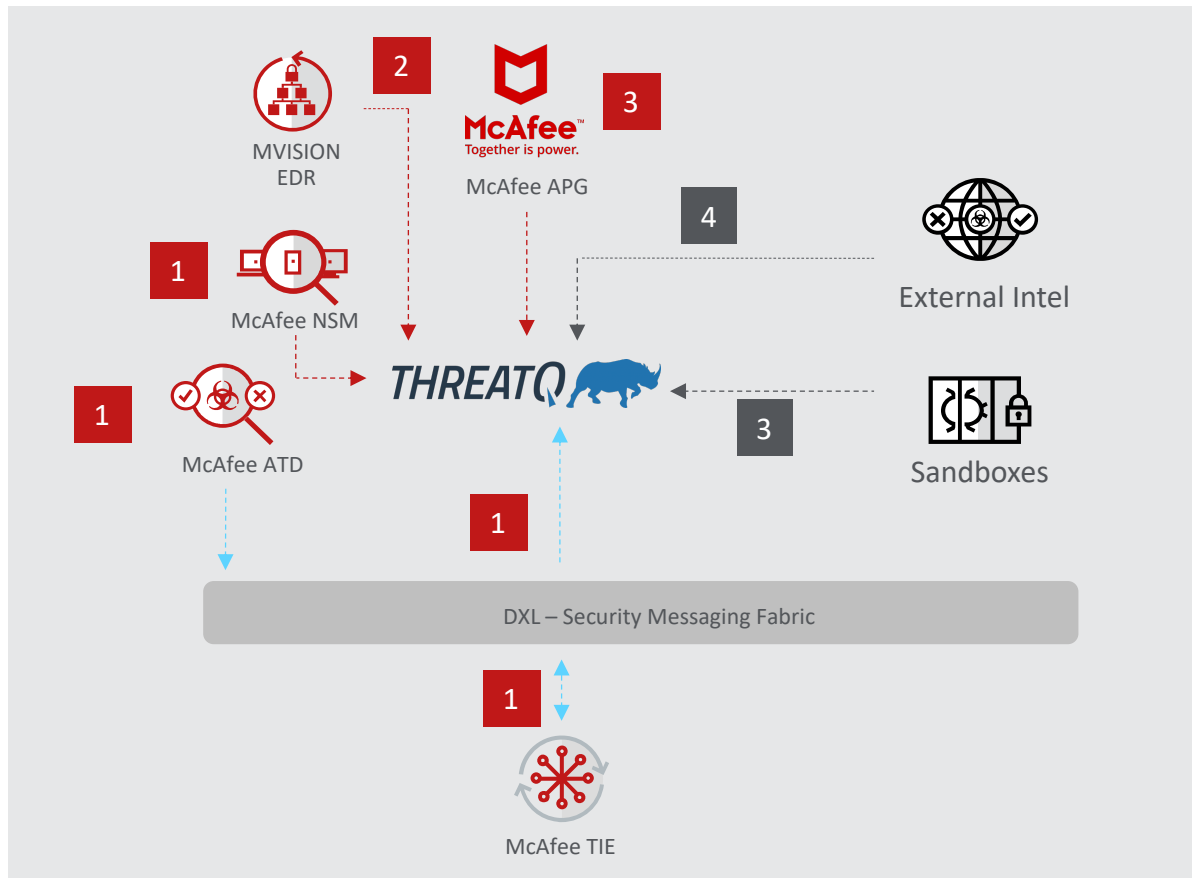 2
3
McAfee™
Together is power.
MVISION
EDR
McAfee APG
4
1
McAfee NSM
External Intel
THREATQ
1
3
McAfee ATD
Sandboxes
1
DXL – Security Messaging Fabric
1
McAfee TIE